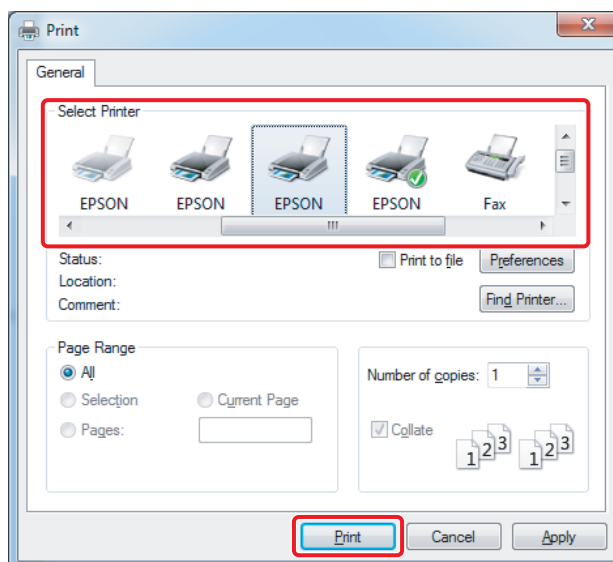 Print
General
Select Printer
EPSON EPSON EPSON EPSON Fax
Status: Print to file Preferences
Location:
Comment: Find Printer...
Page Range
All Number of copies: 1
Selection Current Page
Pages: Collate
1 2 3 1 2 3
Print Cancel Apply